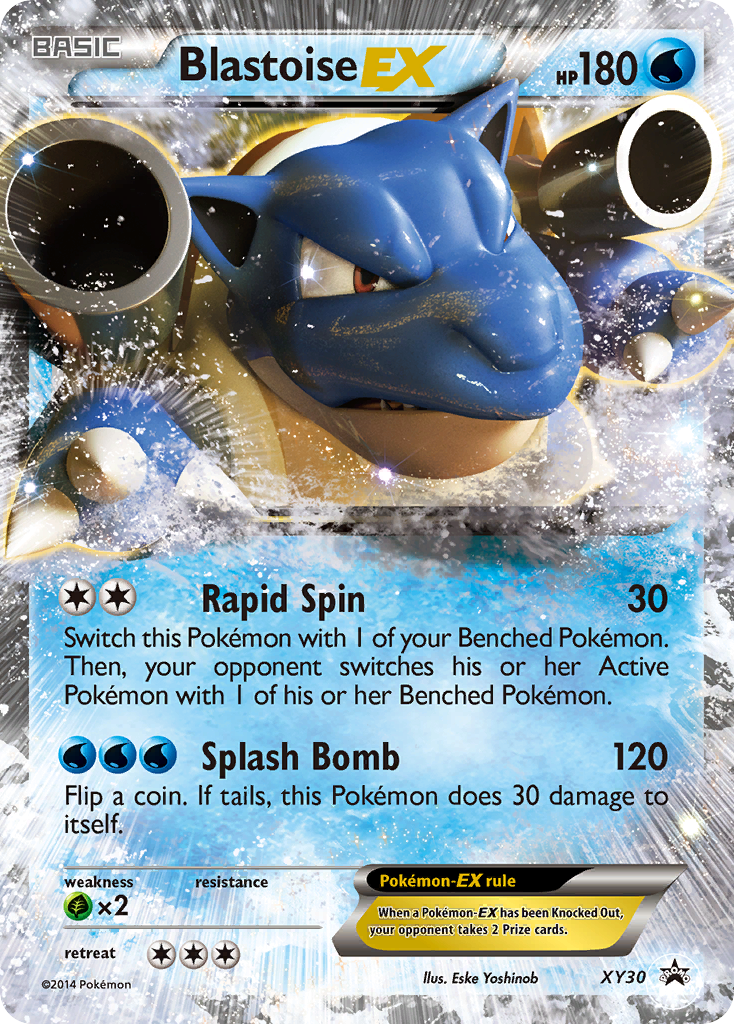 BASIC
Blastoise EX
HP180
Rapid Spin 30
Switch this Pokémon with 1 of your Benched Pokémon.
Then, your opponent switches his or her Active
Pokémon with 1 of his or her Benched Pokémon.
Splash Bomb 120
Flip a coin. If tails, this Pokémon does 30 damage to
itself.
weakness resistance
×2
Pokémon-EX rule
When a Pokémon-EX has been Knocked Out,
your opponent takes 2 Prize cards.
retreat
©2014 Pokémon
Illus. Eske Yoshinob
XY30
PROMO